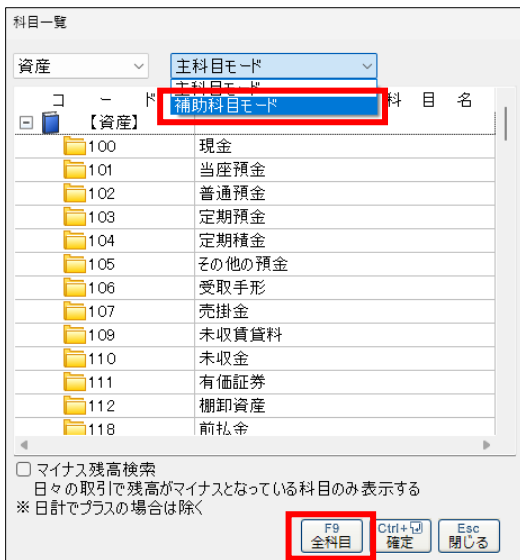 科目一覧
資産 主科目モード
主科目モード
補助科目モード
コード 科目名
【資産】
100 現金
101 当座預金
102 普通預金
103 定期預金
104 定期積金
105 その他の預金
106 受取手形
107 売掛金
109 未収賃貸料
110 未収金
111 有価証券
112 棚卸資産
118 前払金
マイナス残高検索
日々の取引で残高がマイナスとなっている科目のみ表示する
※日計でプラスの場合は除く
F9 Ctrl+ Esc
全科目 確定 閉じる